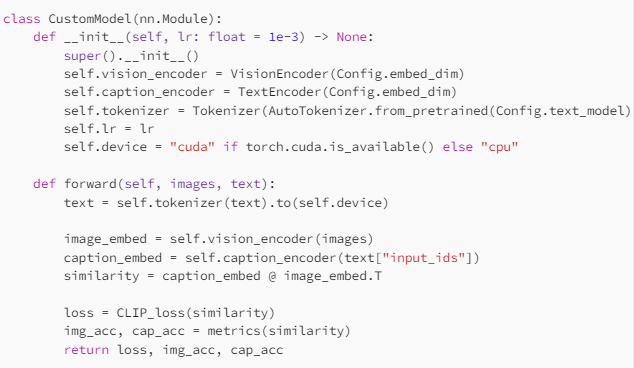 class CustomModel(nn.Module):
    def __init__(self, lr: float = 1e-3) -> None:
        super().__init__()
        self.vision_encoder = VisionEncoder(Config.embed_dim)
        self.caption_encoder = TextEncoder(Config.embed_dim)
        self.tokenizer = Tokenizer(AutoTokenizer.from_pretrained(Config.text_model)
        self.lr = lr
        self.device = "cuda" if torch.cuda.is_available() else "cpu"
    def forward(self, images, text):
        text = self.tokenizer(text).to(self.device)
        image_embed = self.vision_encoder(images)
        caption_embed = self.caption_encoder(text["input_ids"])
        similarity = caption_embed @ image_embed.T
        loss = CLIP_loss(similarity)
        img_acc, cap_acc = metrics(similarity)
        return loss, img_acc, cap_acc